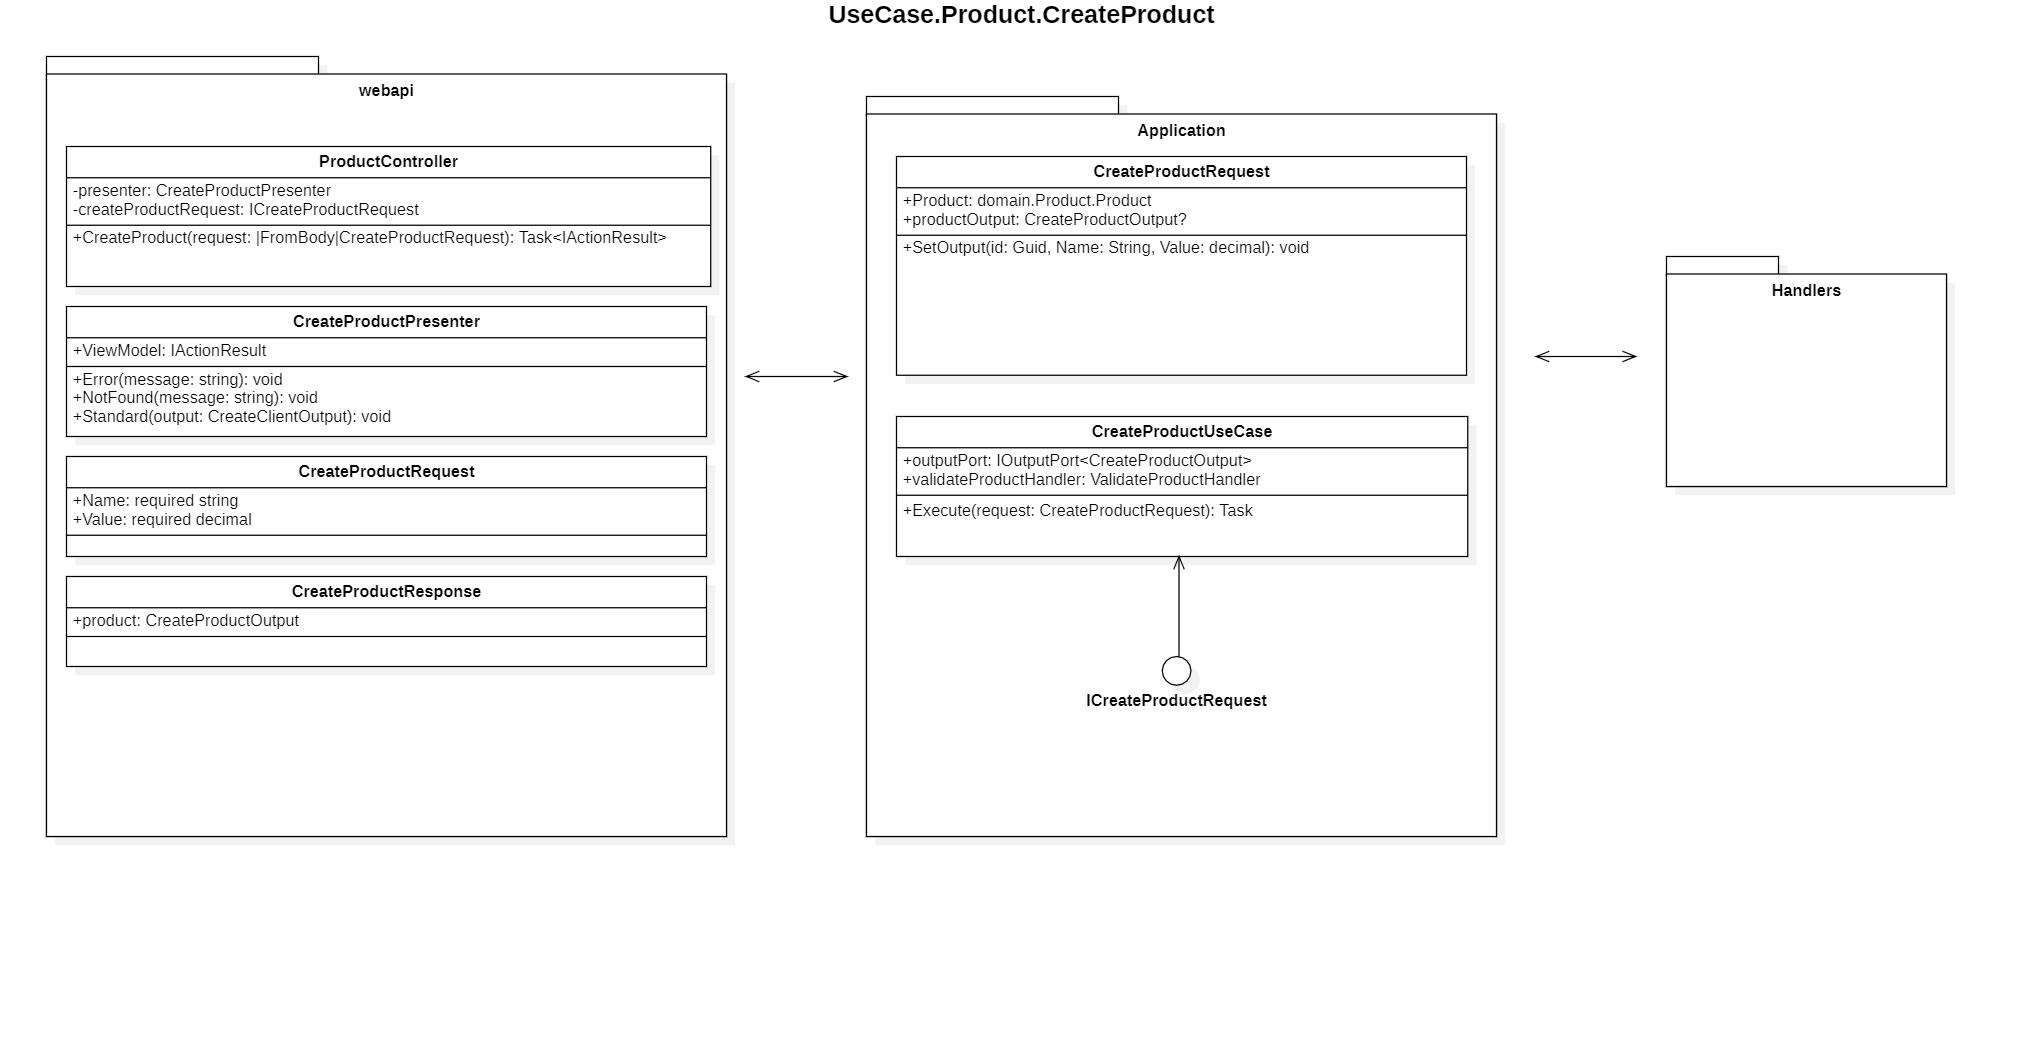 UseCase.Product.CreateProduct
webapi
ProductController
-presenter: CreateProductPresenter
-createProductRequest: ICreateProductRequest
+CreateProduct(request: |FromBody|CreateProductRequest): Task<IActionResult>
CreateProductPresenter
+ViewModel: IActionResult
+Error(message: string): void
+NotFound(message: string): void
+Standard(output: CreateClientOutput): void
CreateProductRequest
+Name: required string
+Value: required decimal
CreateProductResponse
+product: CreateProductOutput
Application
CreateProductRequest
+Product: domain.Product.Product
+productOutput: CreateProductOutput?
+SetOutput(id: Guid, Name: String, Value: decimal): void
CreateProductUseCase
+outputPort: IOutputPort<CreateProductOutput>
+validateProductHandler: ValidateProductHandler
+Execute(request: CreateProductRequest): Task
ICreateProductRequest
Handlers